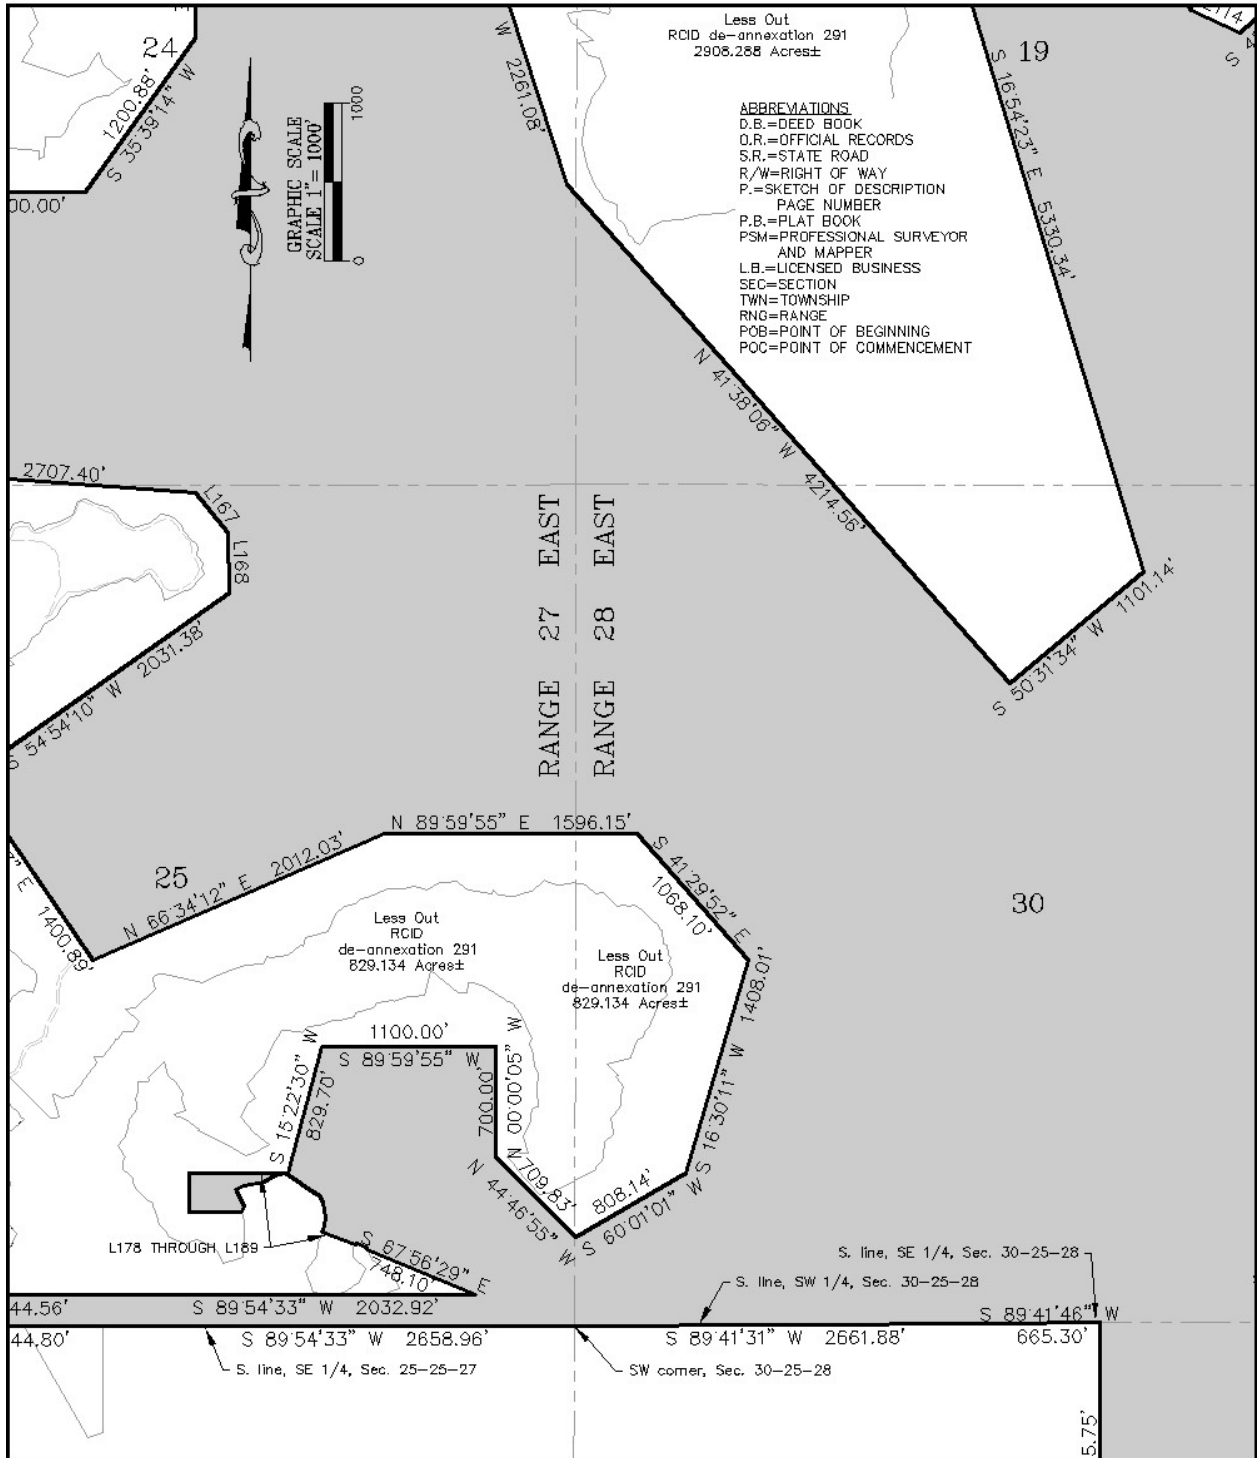 24
1200.88'
S 35°39'14" W
00.00'
GRAPHIC SCALE
SCALE 1"= 1000'
0
1000
W 2261.08'
Less Out
RCID de-annexation 291
2908.288 Acres±
19
2114
S
S 16°54'23" E 5330.34'
ABBREVIATIONS
D.B.=DEED BOOK
O.R.=OFFICIAL RECORDS
S.R.=STATE ROAD
R/W=RIGHT OF WAY
P.=SKETCH OF DESCRIPTION
PAGE NUMBER
P.B.=PLAT BOOK
PSM=PROFESSIONAL SURVEYOR
AND MAPPER
L.B.=LICENSED BUSINESS
SEC=SECTION
TWN=TOWNSHIP
RNG=RANGE
POB=POINT OF BEGINNING
POC=POINT OF COMMENCEMENT
N 41°38'06" W 4214.56'
2707.40'
L167
L168
S 54°54'10" W 2031.38'
RANGE 27 EAST
RANGE 28 EAST
S 50°31'34" W 1101.14'
N 89°59'55" E 1596.15'
25
N 66°34'12" E 2012.03'
" E 1400.89'
S 41°29'52" E
1068.10'
30
Less Out
RCID
de-annexation 291
829.134 Acres±
Less Out
RCID
de-annexation 291
829.134 Acres±
S 16°30'11" W 1408.01'
1100.00'
S 89°59'55" W
S 15°22'30" W
829.70'
700.00'
N 00°00'05" W
N 44°46'55" W
709.83'
808.14'
S 60°01'01" W
L178 THROUGH L189
S 67°56'29" E
748.10'
S. line, SE 1/4, Sec. 30-25-28
S. line, SW 1/4, Sec. 30-25-28
44.56'
S 89°54'33" W 2032.92'
S 89°41'46" W
665.30'
44.80'
S 89°54'33" W 2658.96'
S 89°41'31" W 2661.88'
S. line, SE 1/4, Sec. 25-25-27
SW corner, Sec. 30-25-28
5.75'